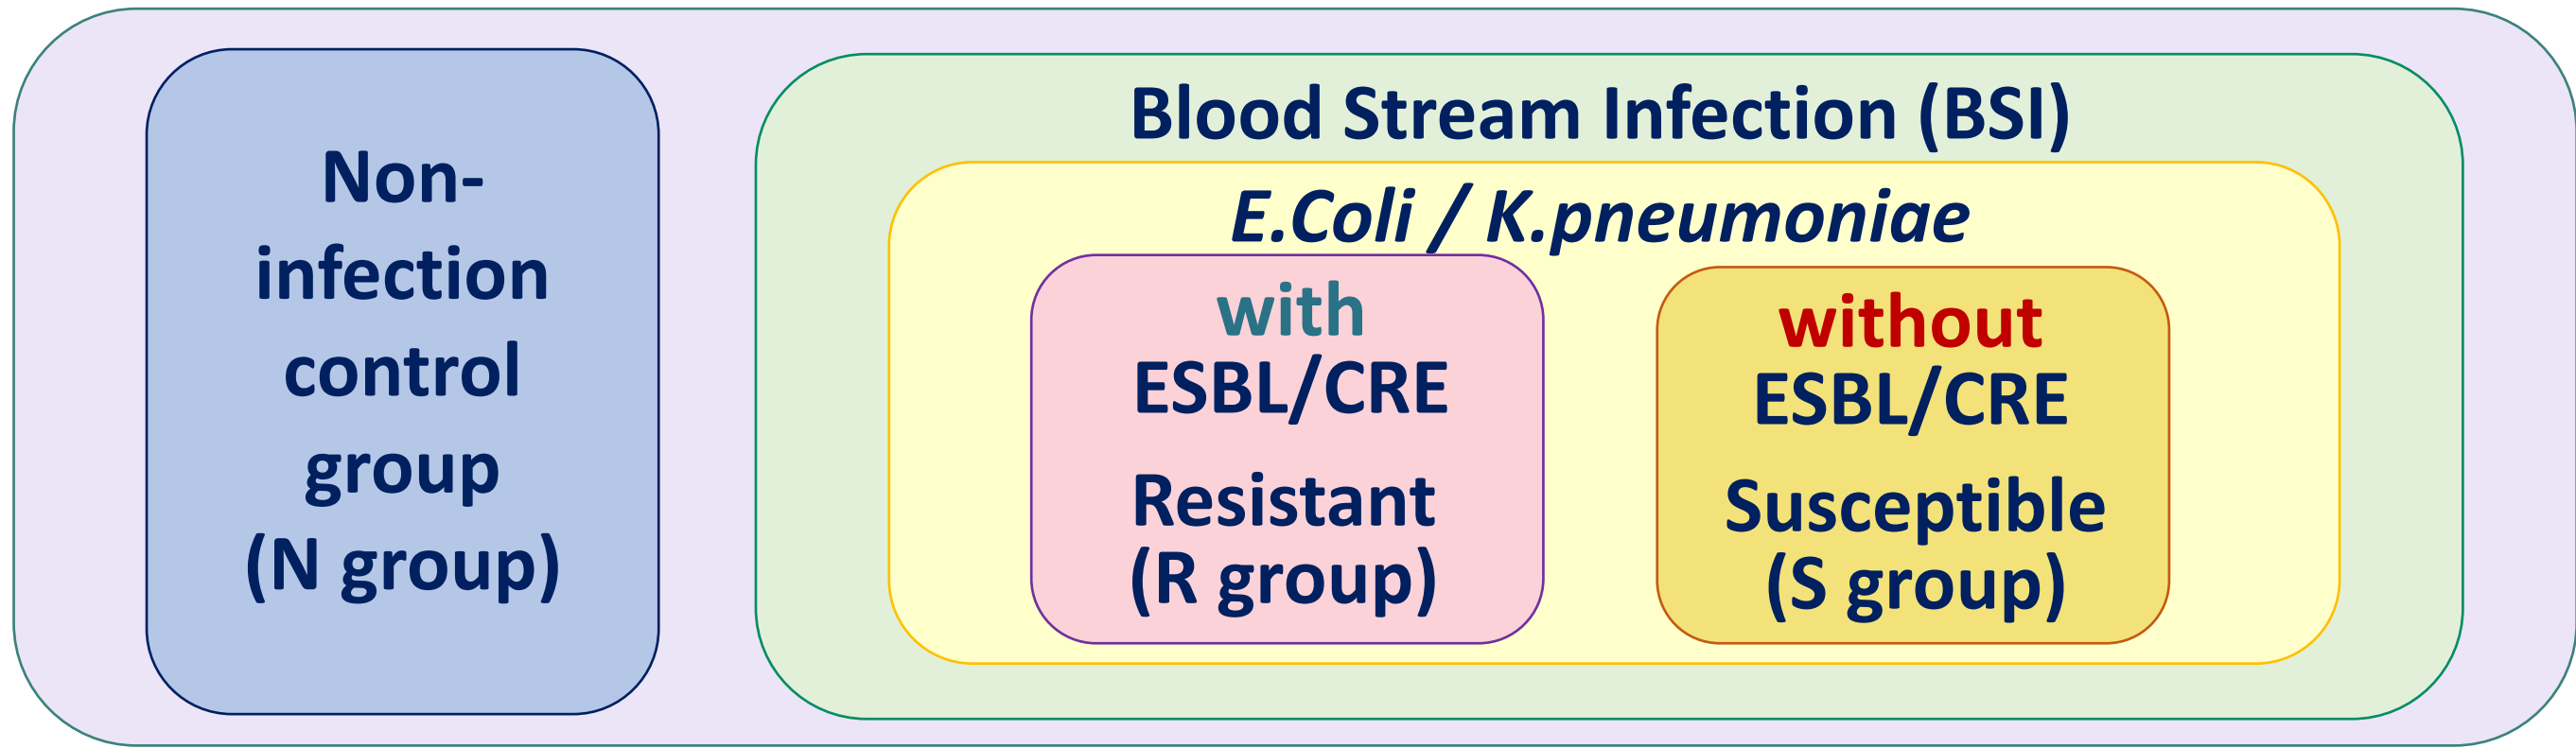 Non-
infection
control
group
(N group)
Blood Stream Infection (BSI)
E.Coli / K.pneumoniae
with
ESBL/CRE
Resistant
(R group)
without
ESBL/CRE
Susceptible
(S group)